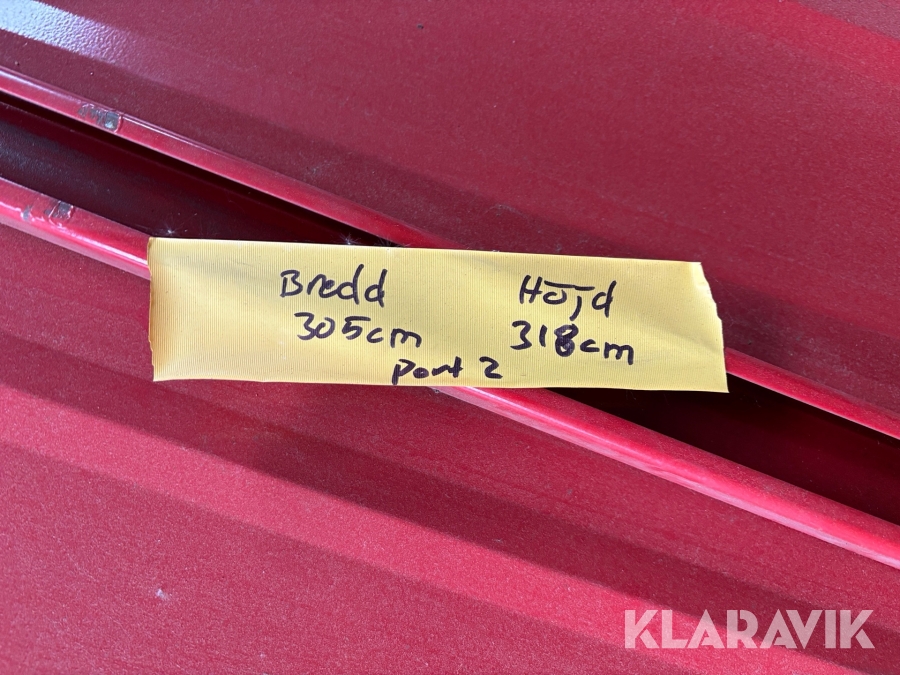 Bredd Höjd
305cm 318cm
port 2
KLARAVIK